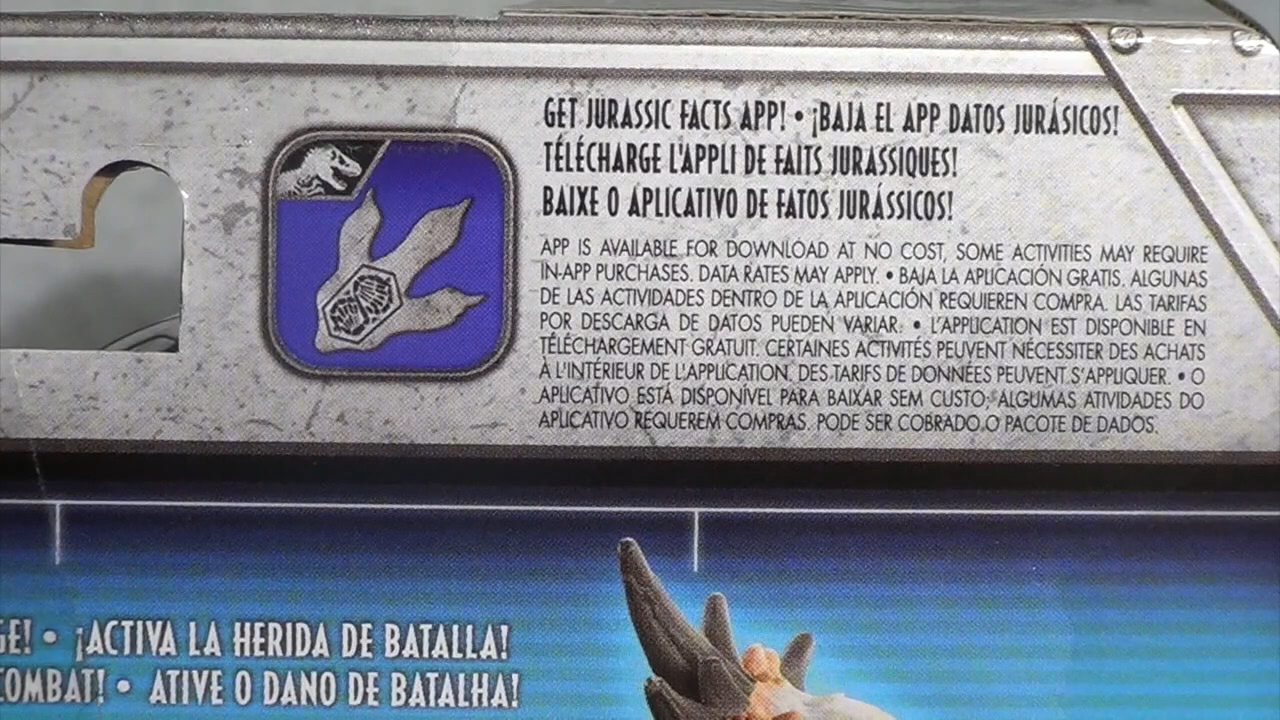 GET JURASSIC FACTS APP! • ¡BAJA EL APP DATOS JURÁSICOS!
TÉLÉCHARGE L'APPLI DE FAITS JURASSIQUES!
BAIXE O APLICATIVO DE FATOS JURÁSSICOS!
APP IS AVAILABLE FOR DOWNLOAD AT NO COST, SOME ACTIVITIES MAY REQUIRE
IN-APP PURCHASES. DATA RATES MAY APPLY. • BAJA LA APLICACIÓN GRATIS. ALGUNAS
DE LAS ACTIVIDADES DENTRO DE LA APLICACIÓN REQUIEREN COMPRA. LAS TARIFAS
POR DESCARGA DE DATOS PUEDEN VARIAR. • L'APPLICATION EST DISPONIBLE EN
TÉLÉCHARGEMENT GRATUIT. CERTAINES ACTIVITÉS PEUVENT NÉCESSITER DES ACHATS
À L'INTÉRIEUR DE L'APPLICATION. DES TARIFS DE DONNÉES PEUVENT S'APPLIQUER. • O
APLICATIVO ESTÁ DISPONÍVEL PARA BAIXAR SEM CUSTO; ALGUMAS ATIVIDADES DO
APLICATIVO REQUEREM COMPRAS. PODE SER COBRADO O PACOTE DE DADOS.
GE! • ¡ACTIVA LA HERIDA DE BATALLA!
COMBAT! • ATIVE O DANO DE BATALHA!